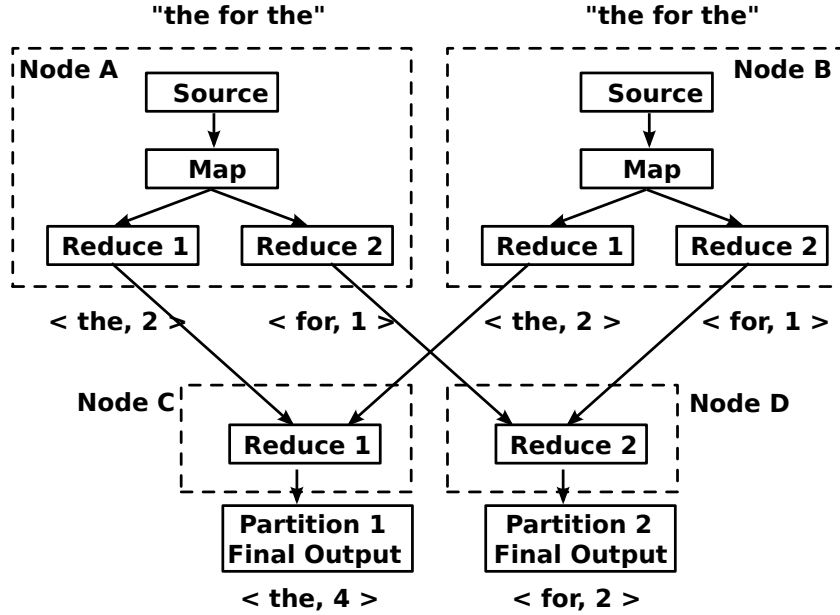 "the for the"
"the for the"
Node A
Node B
Source
Source
Map
Map
Reduce 1
Reduce 2
Reduce 1
Reduce 2
< the, 2 >
< for, 1 >
< the, 2 >
< for, 1 >
Node C
Node D
Reduce 1
Reduce 2
Partition 1
Final Output
Partition 2
Final Output
< the, 4 >
< for, 2 >